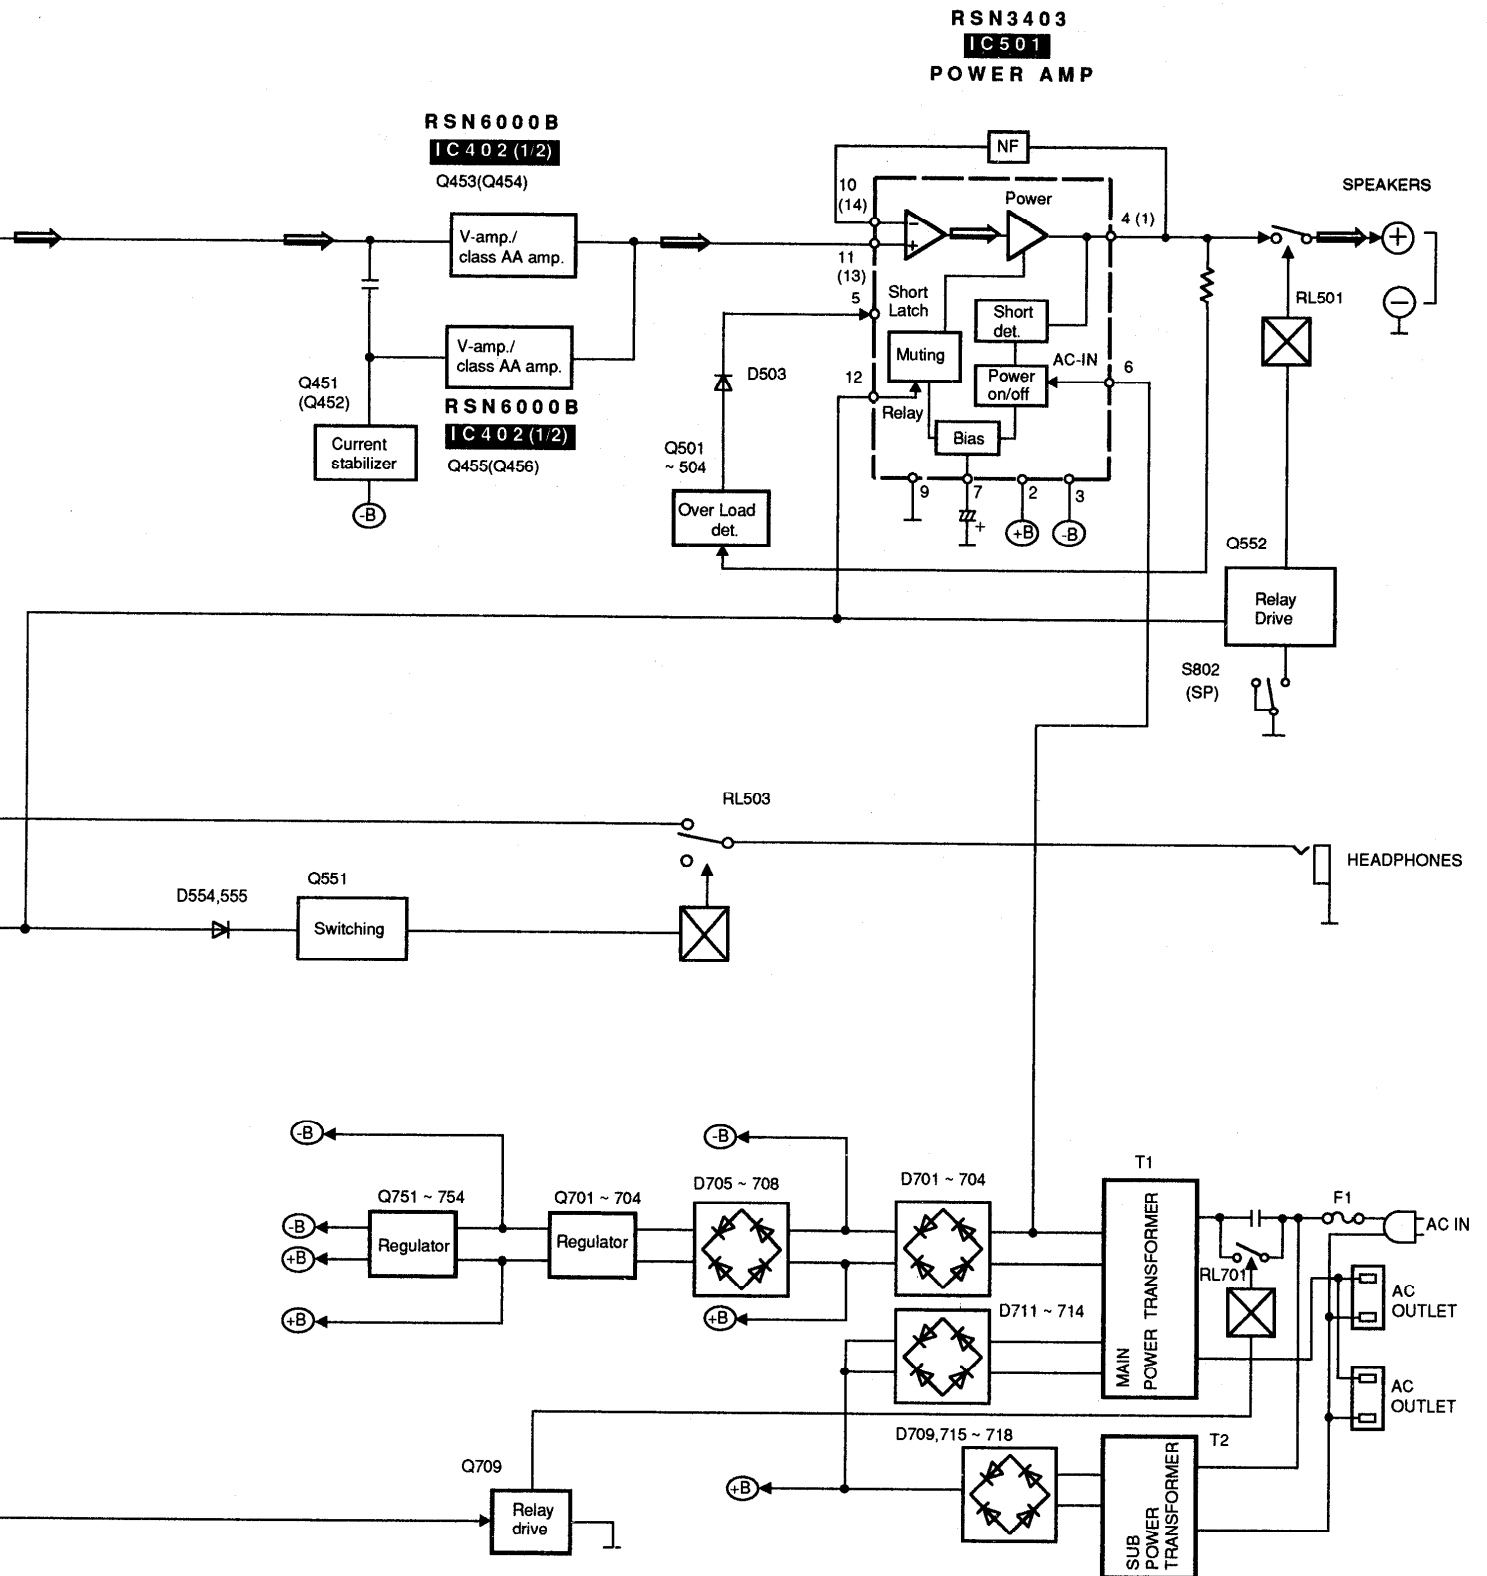 RSN3403
IC501
POWER AMP
RSN6000B
IC402(1/2)
Q453(Q454)
V-amp./
class AA amp.
V-amp./
class AA amp.
RSN6000B
IC402(1/2)
Q455(Q456)
Q451
(Q452)
Current
stabilizer
-B
NF
10
(14)
11
(13)
5
12
Power
−
+
4 (1)
Short
Latch
Short
det.
Muting
AC-IN
6
Power
on/off
Relay
Bias
9
7
2
3
+
+B
-B
D503
Q501
~ 504
Over Load
det.
SPEAKERS
+
−
RL501
Q552
Relay
Drive
S802
(SP)
RL503
HEADPHONES
D554,555
Q551
Switching
-B
-B
+B
+B
Q751 ~ 754
Regulator
Q701 ~ 704
Regulator
-B
D705 ~ 708
+B
D701 ~ 704
D711 ~ 714
T1
MAIN
POWER TRANSFORMER
F1
AC IN
RL701
AC
OUTLET
AC
OUTLET
D709,715 ~ 718
+B
T2
SUB
POWER
TRANSFORMER
Q709
Relay
drive